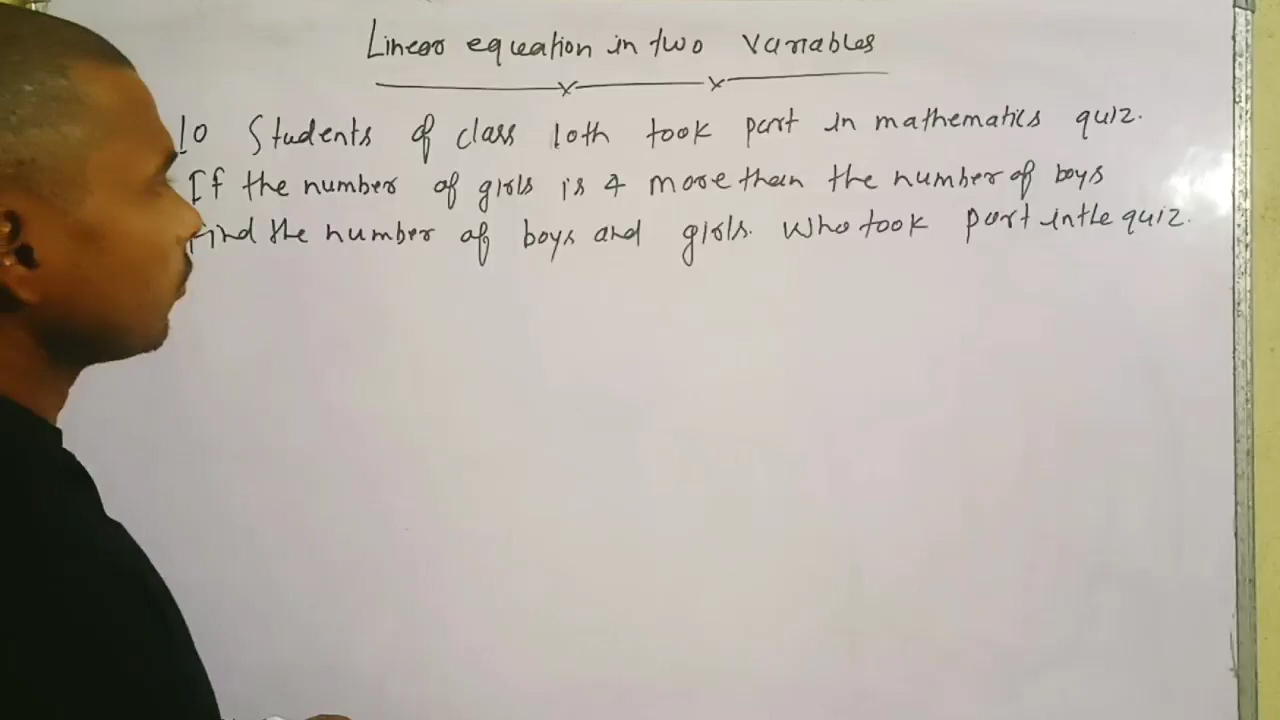 Linear equation in two variables
10 Students of class 10th took part in mathematics quiz.
If the number of girls is 4 more than the number of boys
Find the number of boys and girls. Who took part in the quiz.